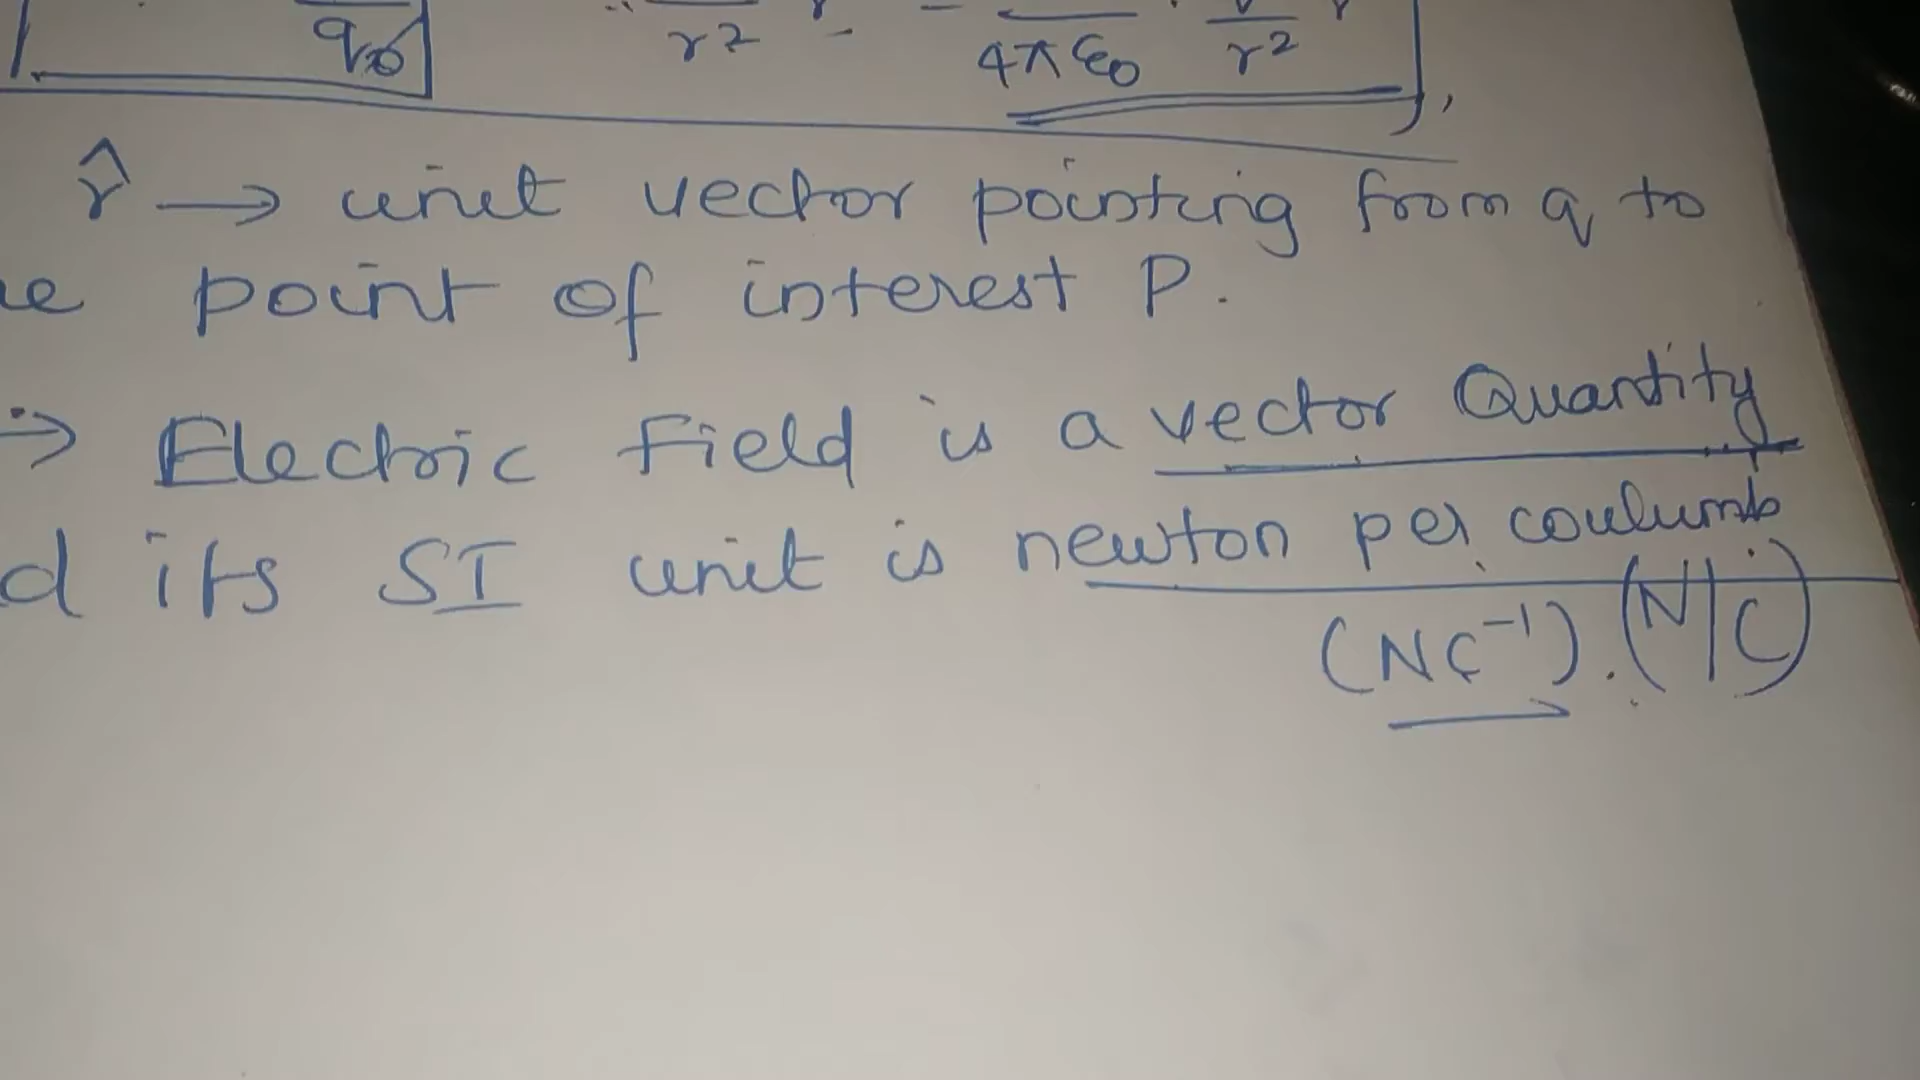 q₀ r² - 4πε₀ r²,
r̂ → unit vector pointing from q to
point of interest P.
⇒ Electric Field is a vector Quantity
d its SI unit is newton per coulumb
(NC⁻¹). (N/C)